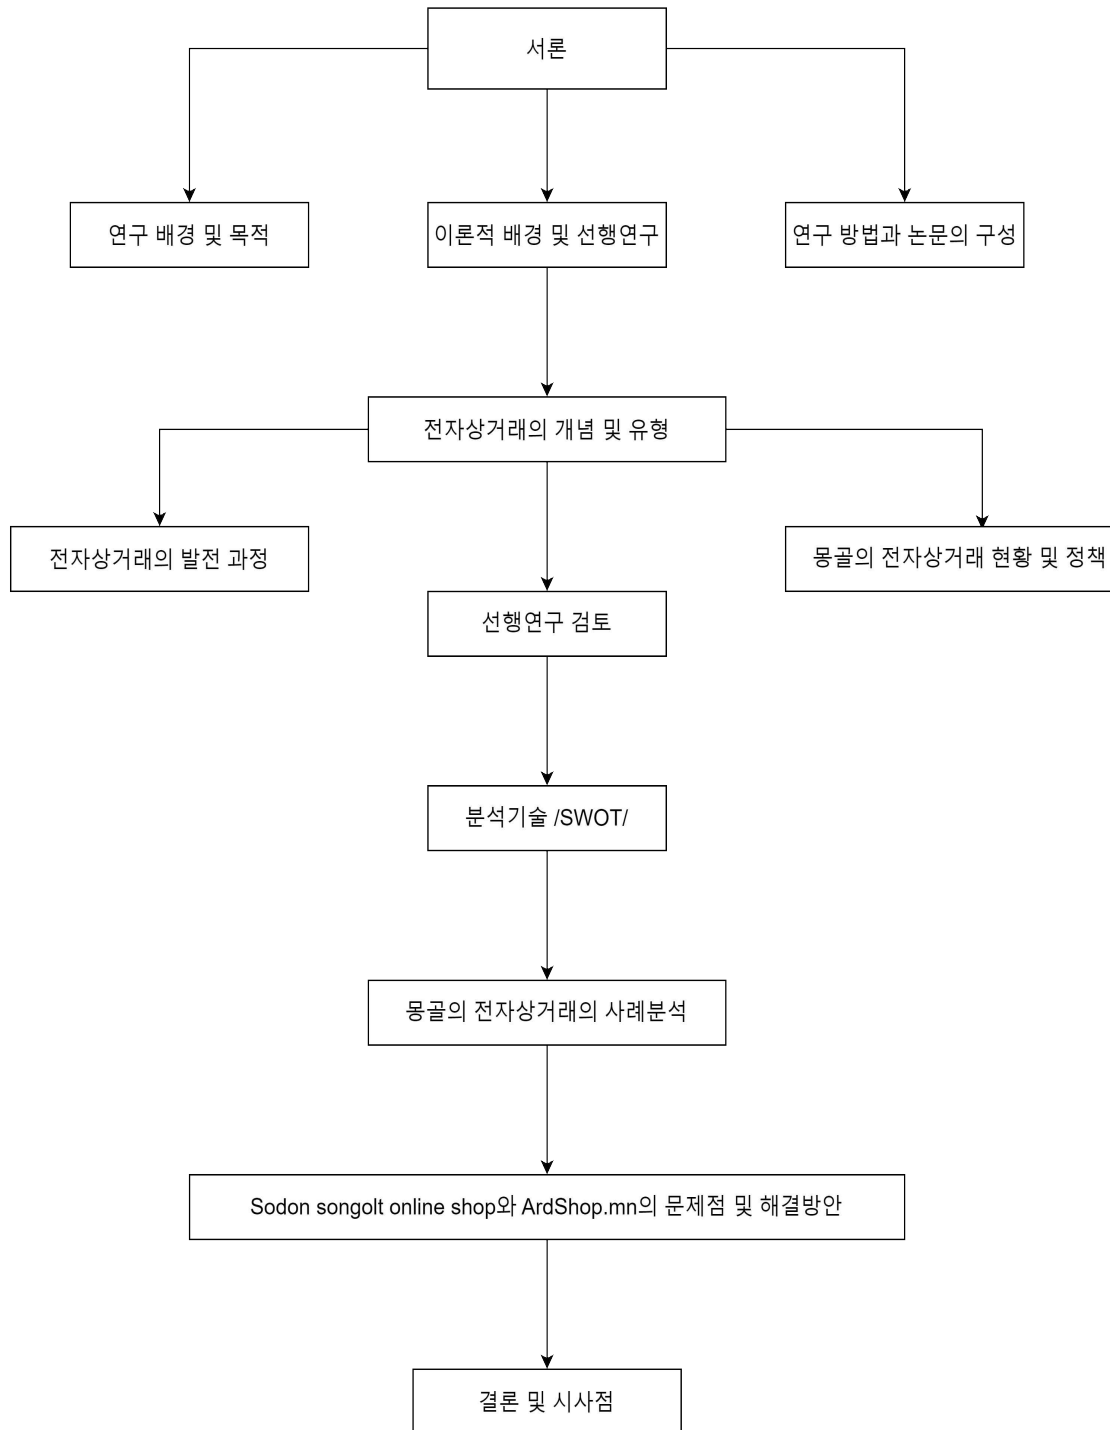 서론
연구 배경 및 목적
이론적 배경 및 선행연구
연구 방법과 논문의 구성
전자상거래의 개념 및 유형
전자상거래의 발전 과정
몽골의 전자상거래 현황 및 정책
선행연구 검토
분석기술 /SWOT/
몽골의 전자상거래의 사례분석
Sodon songolt online shop와 ArdShop.mn의 문제점 및 해결방안
결론 및 시사점